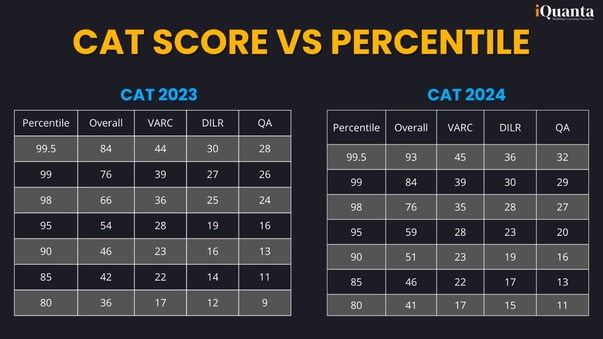 iQuanta
CAT SCORE VS PERCENTILE
CAT 2023
Percentile Overall VARC DILR QA
99.5 84 44 30 28
99 76 39 27 26
98 66 36 25 24
95 54 28 19 16
90 46 23 16 13
85 42 22 14 11
80 36 17 12 9
CAT 2024
Percentile Overall VARC DILR QA
99.5 93 45 36 32
99 84 39 30 29
98 76 35 28 27
95 59 28 23 20
90 51 23 19 16
85 46 22 17 13
80 41 17 15 11